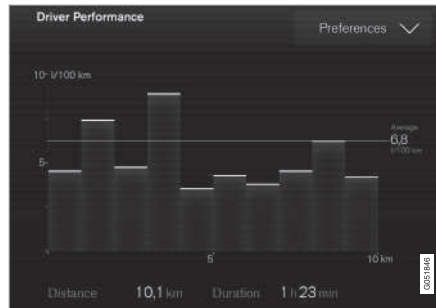 Driver Performance
Preferences
10- l/100 km
Average
6,8
l/100 km
5-
5
10 km
Distance 10,1 km Duration 1 h 23 min
G051846